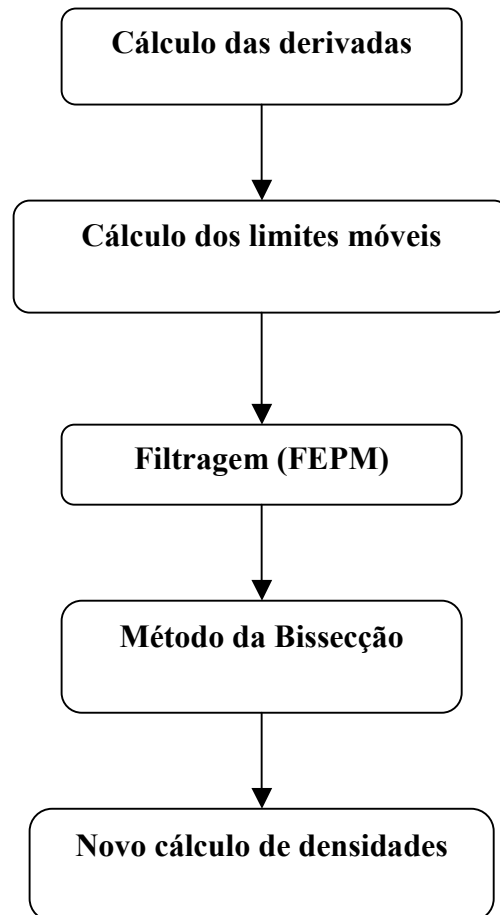 Cálculo das derivadas
Cálculo dos limites móveis
Filtragem (FEPM)
Método da Bissecção
Novo cálculo de densidades